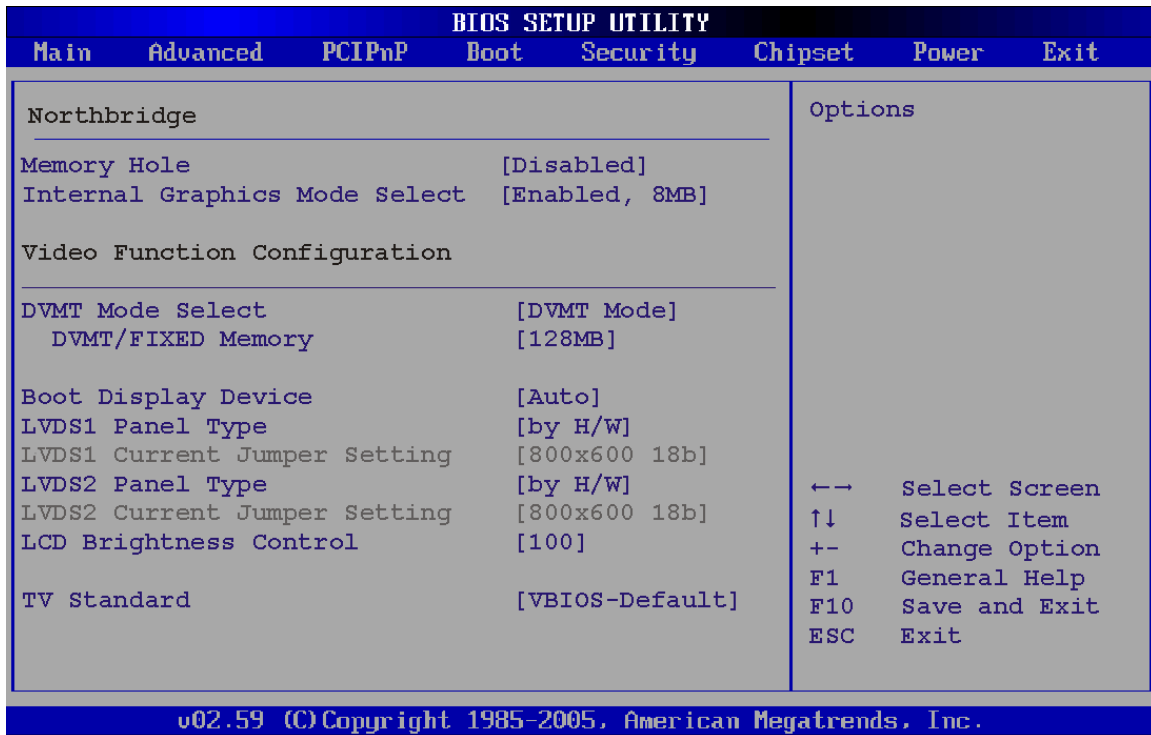 BIOS SETUP UTILITY
Main Advanced PCIPnP Boot Security Chipset Power Exit
Northbridge
Memory Hole [Disabled]
Internal Graphics Mode Select [Enabled, 8MB]
Video Function Configuration
DVMT Mode Select [DVMT Mode]
DVMT/FIXED Memory [128MB]
Boot Display Device [Auto]
LVDS1 Panel Type [by H/W]
LVDS1 Current Jumper Setting [800x600 18b]
LVDS2 Panel Type [by H/W]
LVDS2 Current Jumper Setting [800x600 18b]
LCD Brightness Control [100]
TV Standard [VBIOS-Default]
Options
←→ Select Screen
↑↓ Select Item
+- Change Option
F1 General Help
F10 Save and Exit
ESC Exit
v02.59 (C)Copyright 1985-2005, American Megatrends, Inc.